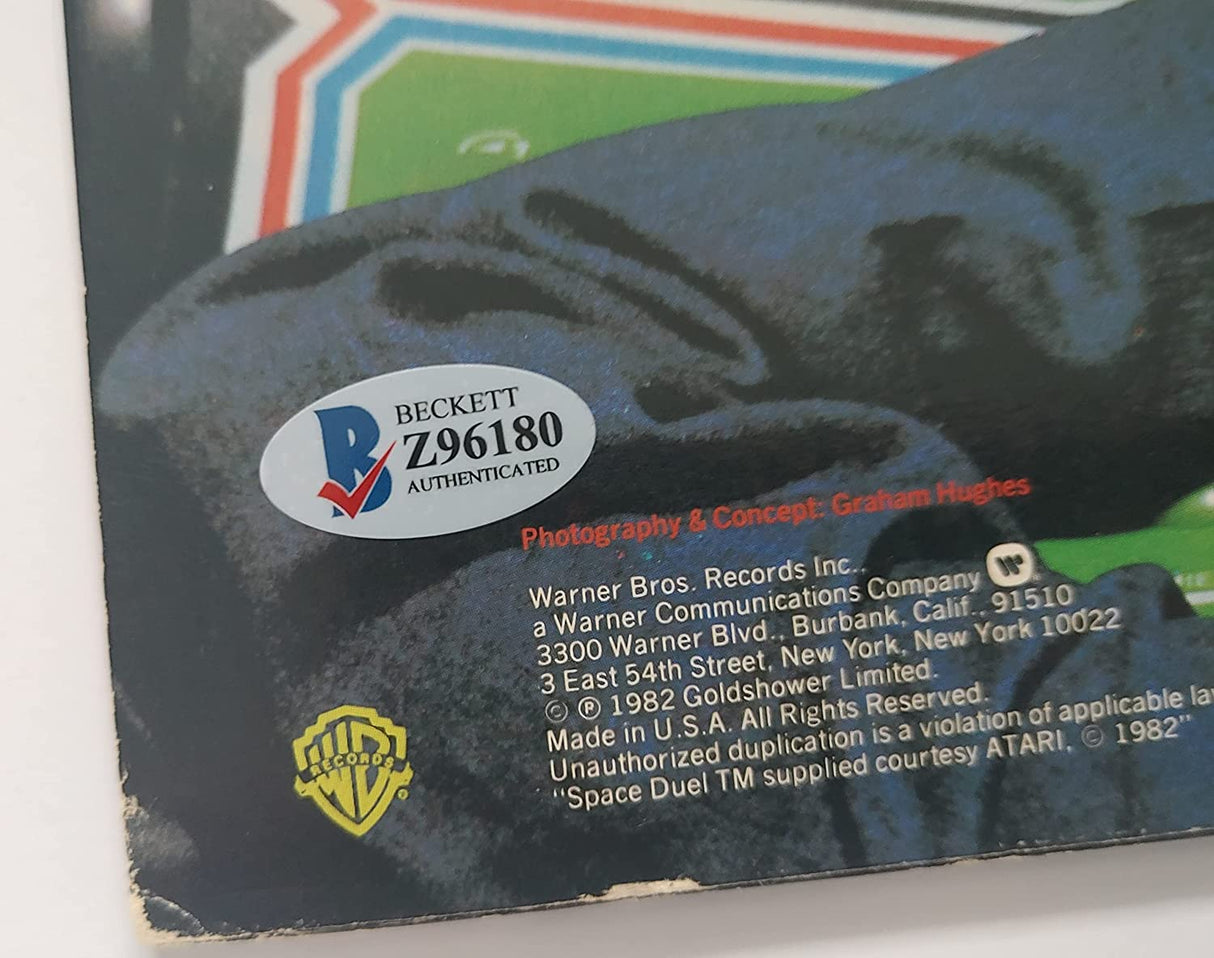 BECKETT
Z96180
AUTHENTICATED
Photography & Concept: Graham Hughes
Warner Bros. Records Inc.,
a Warner Communications Company
3300 Warner Blvd., Burbank, Calif.. 91510
3 East 54th Street, New York, New York 10022
© ℗ 1982 Goldshower Limited.
Made in U.S.A. All Rights Reserved.
Unauthorized duplication is a violation of applicable
"Space Duel TM supplied courtesy ATARI, © 1982"
RECORDS